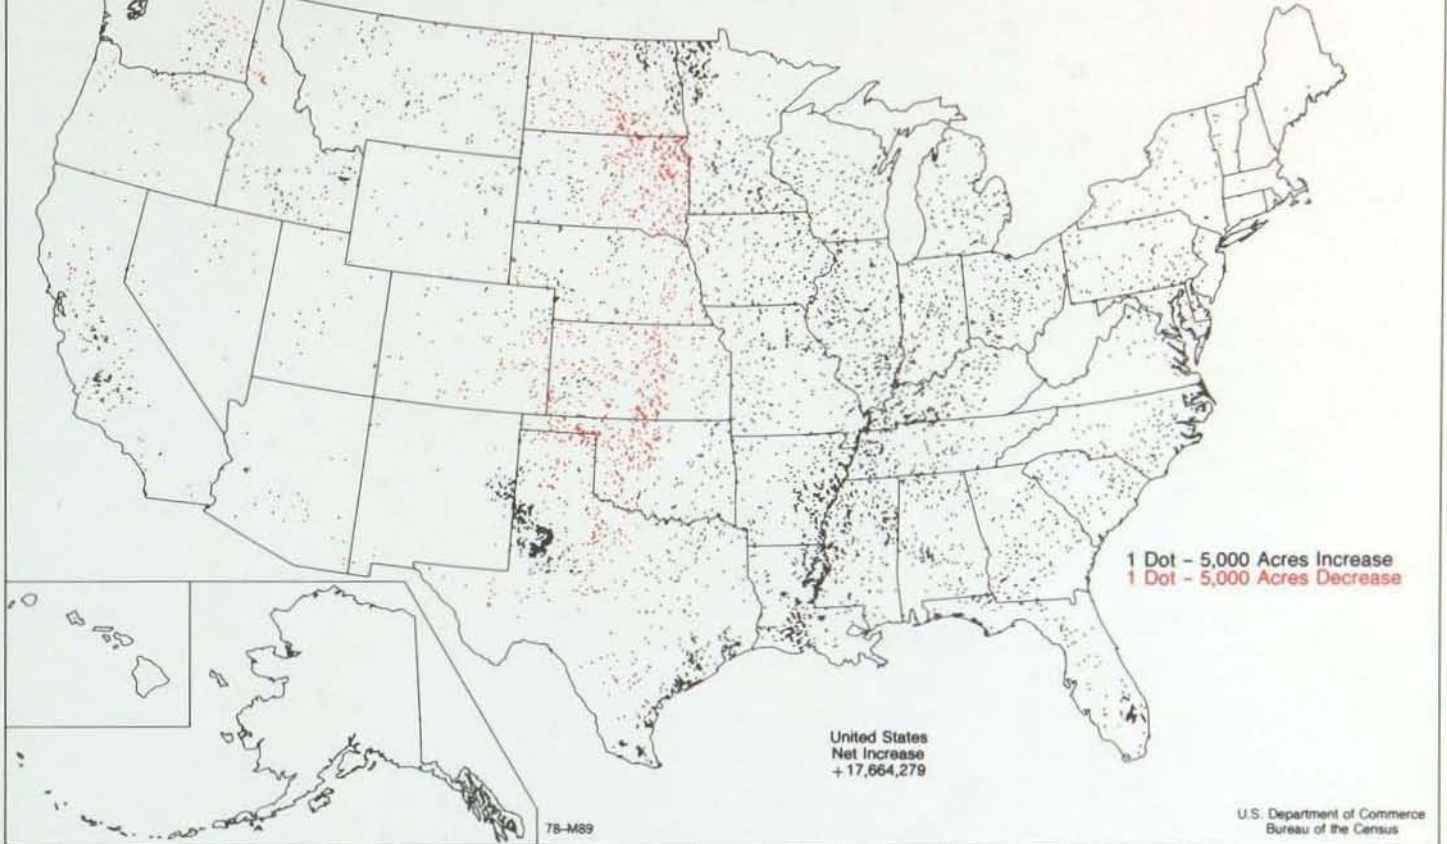 1 Dot - 5,000 Acres Increase
1 Dot - 5,000 Acres Decrease
United States
Net Increase
+17,664,279
78-M89
U.S. Department of Commerce
Bureau of the Census